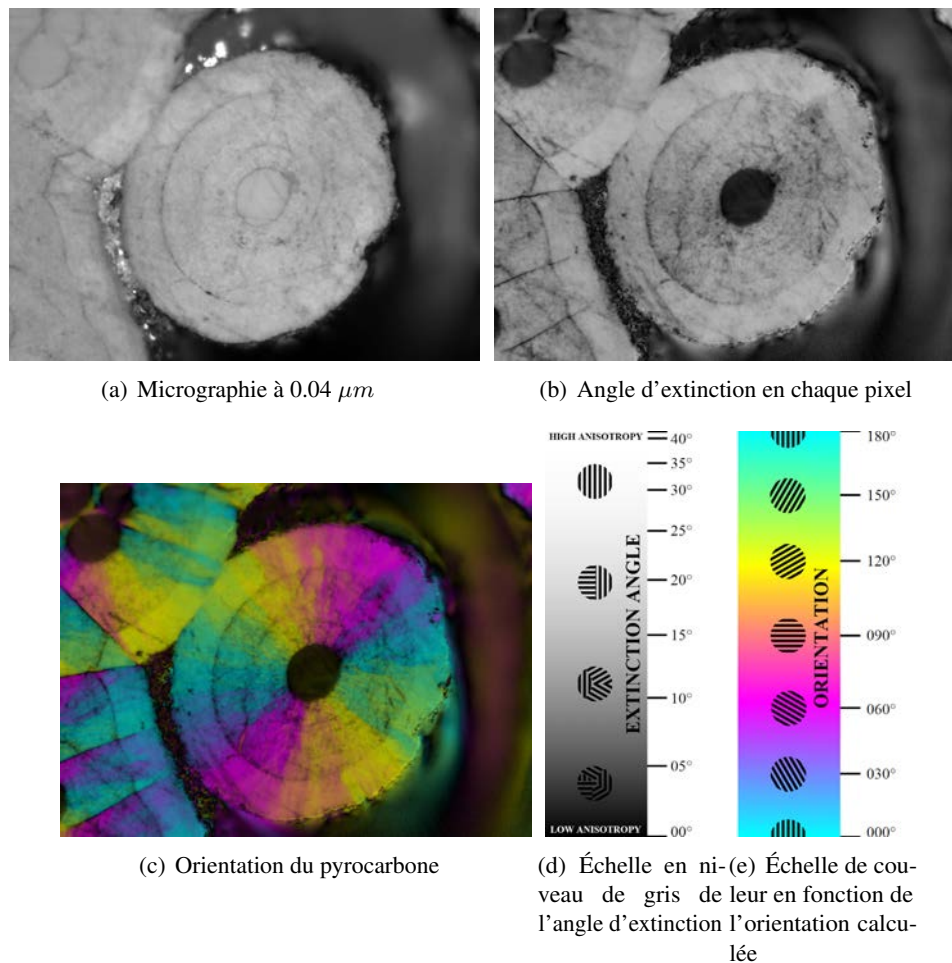 (a) Micrographie à 0.04 μm
(b) Angle d'extinction en chaque pixel
(c) Orientation du pyrocarbone
HIGH ANISOTROPY
40°
35°
30°
25°
20°
15°
10°
05°
00°
EXTINCTION ANGLE
LOW ANISOTROPY
180°
150°
120°
090°
060°
030°
000°
ORIENTATION
(d) Échelle en ni-
veau de gris de
l'angle d'extinction
(e) Échelle de cou-
leur en fonction de
l'orientation calcu-
lée